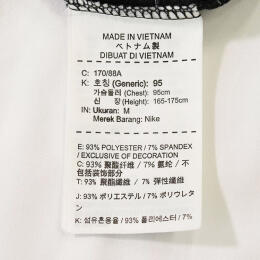 MADE IN VIETNAM
ベトナム製
DIBUAT DI VIETNAM
C: 170/88A
K: 호칭 (Generic): 95
가슴둘레 (Chest): 95cm
신 장 (Height): 165-175cm
IN: Ukuran: M
Merek Barang: Nike
E: 93% POLYESTER / 7% SPANDEX
/ EXCLUSIVE OF DECORATION
C: 93% 聚酯纤维 / 7% 氨纶 / 不
包括装饰部分
T: 93% 聚酯纖維 / 7% 彈性纖維
J: 93% ポリエステル / 7% ポリウレタ
ン
K: 섬유혼용율 / 93% 폴리에스터 / 7%